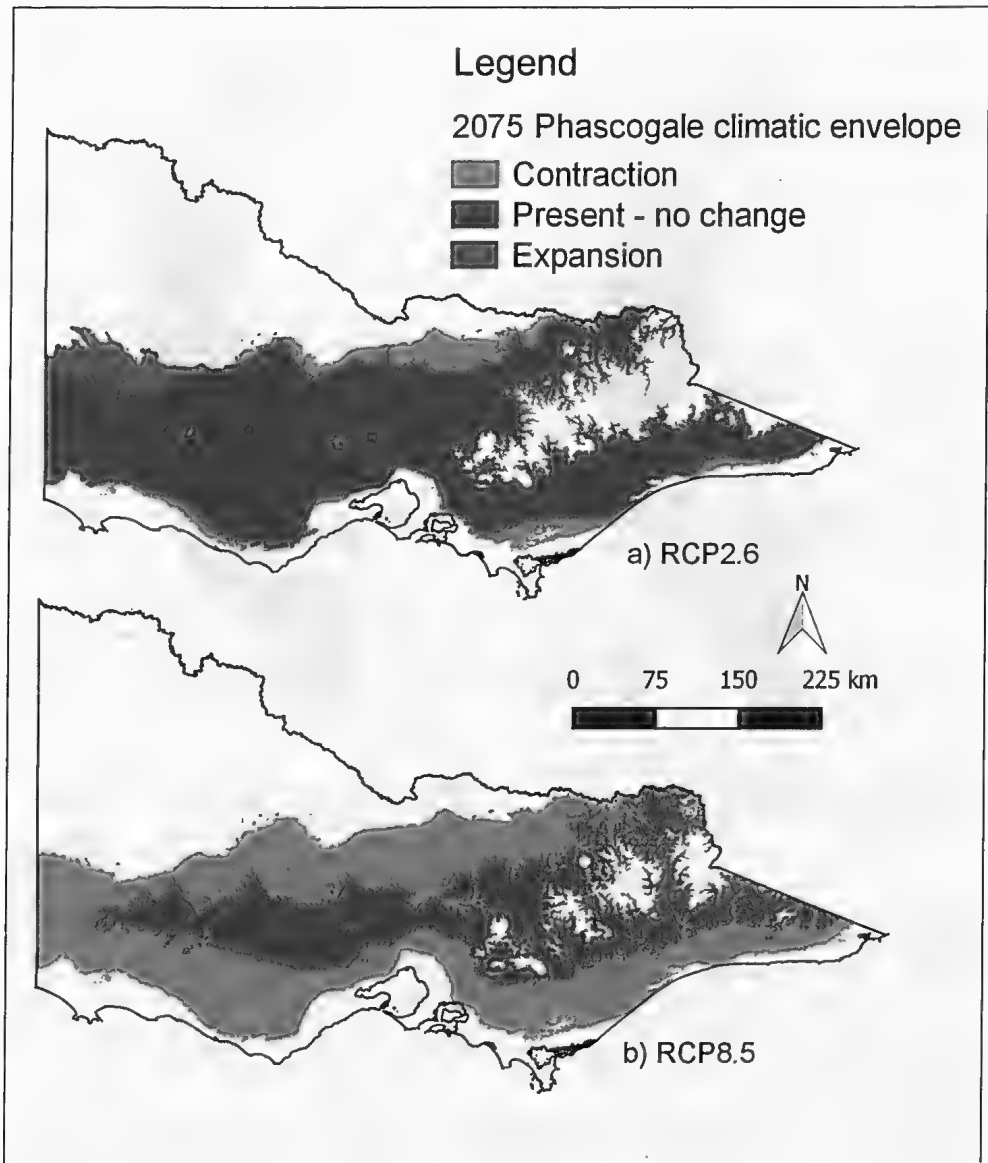 Legend
2075 Phascogale climatic envelope
Contraction
Present - no change
Expansion
a) RCP2.6
N
0 75 150 225 km
b) RCP8.5